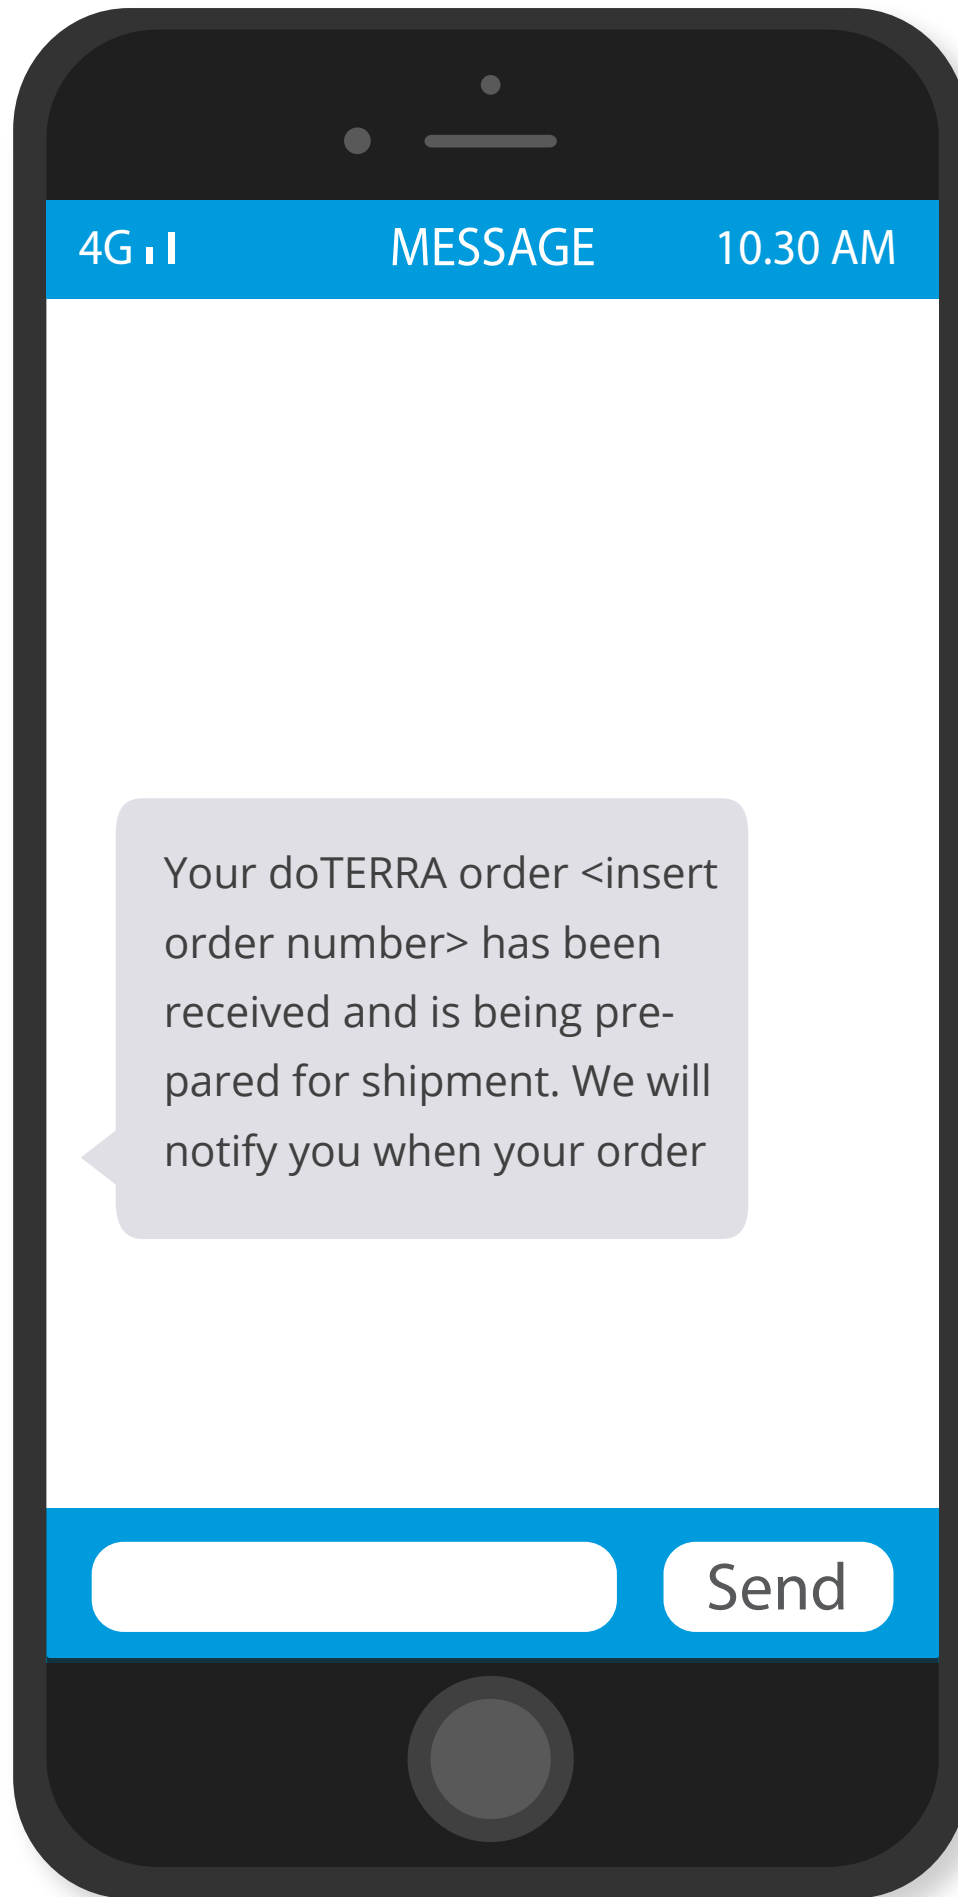 4G MESSAGE 10.30 AM
Your doTERRA order <insert
order number> has been
received and is being pre-
pared for shipment. We will
notify you when your order
Send